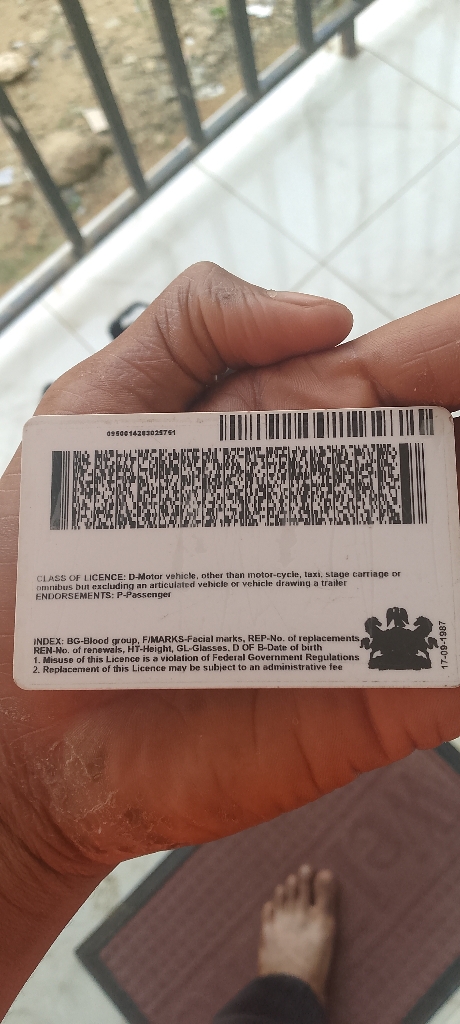 0950014283025751
CLASS OF LICENCE: D-Motor vehicle, other than motor-cycle, taxi, stage carriage or
omnibus but excluding an articulated vehicle or vehicle drawing a trailer
ENDORSEMENTS: P-Passenger
INDEX: BG-Blood group, F/MARKS-Facial marks, REP-No. of replacements
REN-No. of renewals, HT-Height, GL-Glasses, D OF B-Date of birth
1. Misuse of this Licence is a violation of Federal Government Regulations
2. Replacement of this Licence may be subject to an administrative fee
17-09-1987